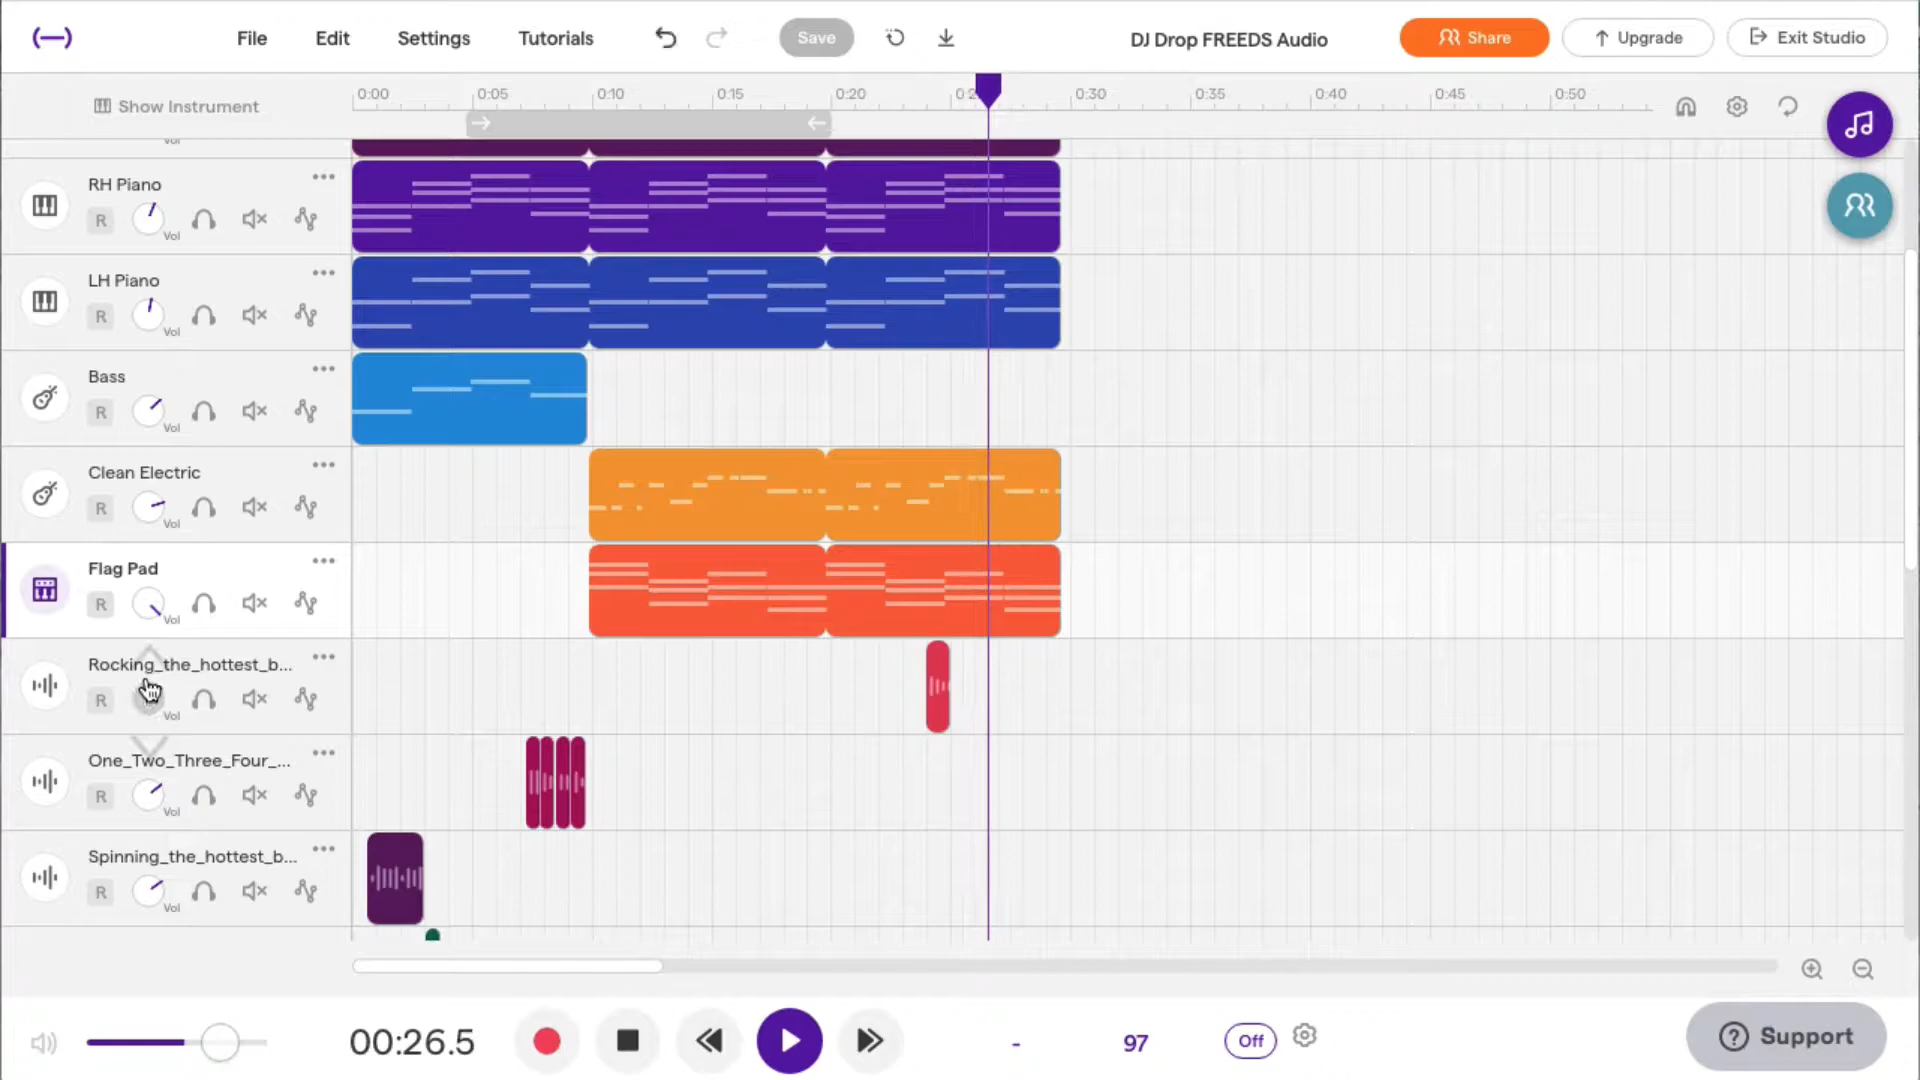 File Edit Settings Tutorials Save DJ Drop FREEDS Audio Share Upgrade Exit Studio
Show Instrument 0:00 0:05 0:10 0:15 0:20 0:30 0:35 0:40 0:45 0:50
Vol
RH Piano
R Vol
LH Piano
R Vol
Bass
R Vol
Clean Electric
R Vol
Flag Pad
R Vol
Rocking_the_hottest_b...
R Vol
One_Two_Three_Four_...
R Vol
Spinning_the_hottest_b...
R Vol
00:26.5 - 97 Off Support